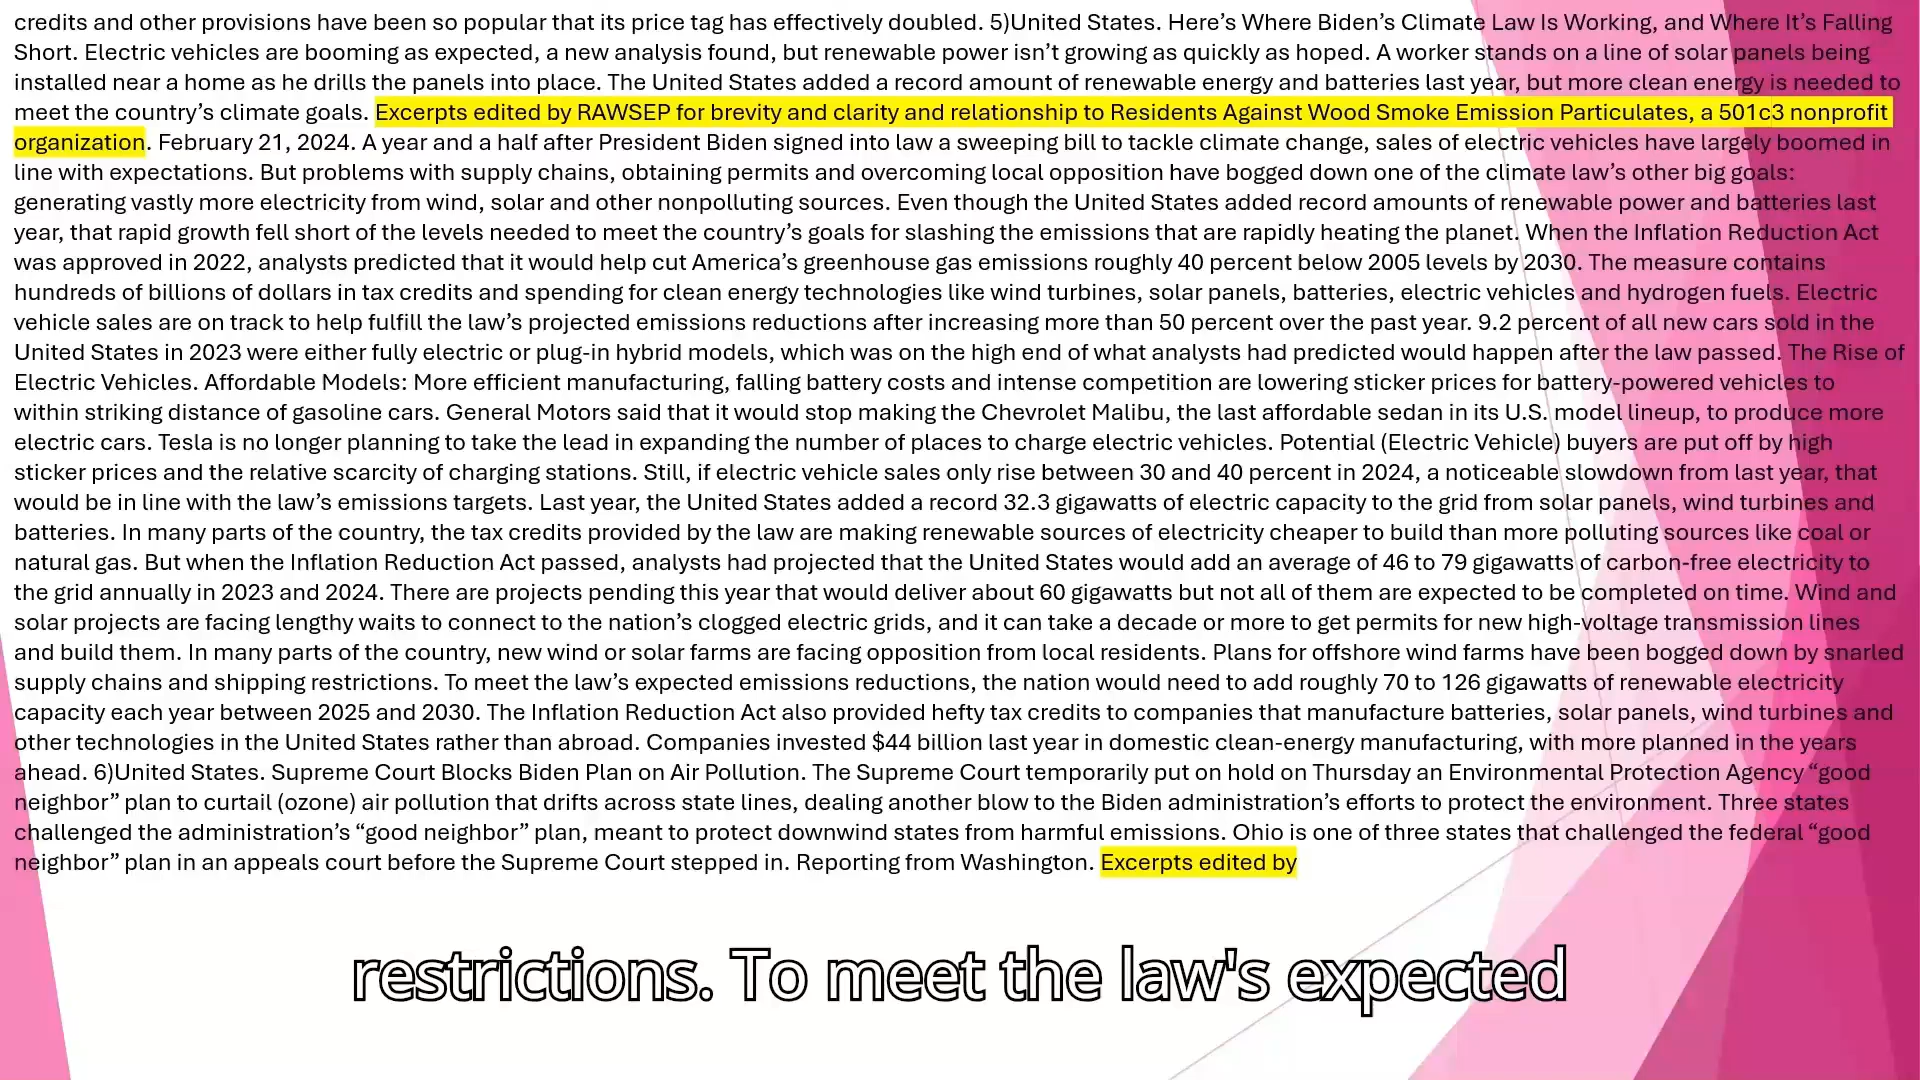 credits and other provisions have been so popular that its price tag has effectively doubled. 5)United States. Here’s Where Biden’s Climate Law Is Working, and Where It’s Falling
Short. Electric vehicles are booming as expected, a new analysis found, but renewable power isn’t growing as quickly as hoped. A worker stands on a line of solar panels being
installed near a home as he drills the panels into place. The United States added a record amount of renewable energy and batteries last year, but more clean energy is needed to
meet the country’s climate goals. Excerpts edited by RAWSEP for brevity and clarity and relationship to Residents Against Wood Smoke Emission Particulates, a 501c3 nonprofit
organization. February 21, 2024. A year and a half after President Biden signed into law a sweeping bill to tackle climate change, sales of electric vehicles have largely boomed in
line with expectations. But problems with supply chains, obtaining permits and overcoming local opposition have bogged down one of the climate law’s other big goals:
generating vastly more electricity from wind, solar and other nonpolluting sources. Even though the United States added record amounts of renewable power and batteries last
year, that rapid growth fell short of the levels needed to meet the country’s goals for slashing the emissions that are rapidly heating the planet. When the Inflation Reduction Act
was approved in 2022, analysts predicted that it would help cut America’s greenhouse gas emissions roughly 40 percent below 2005 levels by 2030. The measure contains
hundreds of billions of dollars in tax credits and spending for clean energy technologies like wind turbines, solar panels, batteries, electric vehicles and hydrogen fuels. Electric
vehicle sales are on track to help fulfill the law’s projected emissions reductions after increasing more than 50 percent over the past year. 9.2 percent of all new cars sold in the
United States in 2023 were either fully electric or plug-in hybrid models, which was on the high end of what analysts had predicted would happen after the law passed. The Rise of
Electric Vehicles. Affordable Models: More efficient manufacturing, falling battery costs and intense competition are lowering sticker prices for battery-powered vehicles to
within striking distance of gasoline cars. General Motors said that it would stop making the Chevrolet Malibu, the last affordable sedan in its U.S. model lineup, to produce more
electric cars. Tesla is no longer planning to take the lead in expanding the number of places to charge electric vehicles. Potential (Electric Vehicle) buyers are put off by high
sticker prices and the relative scarcity of charging stations. Still, if electric vehicle sales only rise between 30 and 40 percent in 2024, a noticeable slowdown from last year, that
would be in line with the law’s emissions targets. Last year, the United States added a record 32.3 gigawatts of electric capacity to the grid from solar panels, wind turbines and
batteries. In many parts of the country, the tax credits provided by the law are making renewable sources of electricity cheaper to build than more polluting sources like coal or
natural gas. But when the Inflation Reduction Act passed, analysts had projected that the United States would add an average of 46 to 79 gigawatts of carbon-free electricity to
the grid annually in 2023 and 2024. There are projects pending this year that would deliver about 60 gigawatts but not all of them are expected to be completed on time. Wind and
solar projects are facing lengthy waits to connect to the nation’s clogged electric grids, and it can take a decade or more to get permits for new high-voltage transmission lines
and build them. In many parts of the country, new wind or solar farms are facing opposition from local residents. Plans for offshore wind farms have been bogged down by snarled
supply chains and shipping restrictions. To meet the law’s expected emissions reductions, the nation would need to add roughly 70 to 126 gigawatts of renewable electricity
capacity each year between 2025 and 2030. The Inflation Reduction Act also provided hefty tax credits to companies that manufacture batteries, solar panels, wind turbines and
other technologies in the United States rather than abroad. Companies invested $44 billion last year in domestic clean-energy manufacturing, with more planned in the years
ahead. 6)United States. Supreme Court Blocks Biden Plan on Air Pollution. The Supreme Court temporarily put on hold on Thursday an Environmental Protection Agency “good
neighbor” plan to curtail (ozone) air pollution that drifts across state lines, dealing another blow to the Biden administration’s efforts to protect the environment. Three states
challenged the administration’s “good neighbor” plan, meant to protect downwind states from harmful emissions. Ohio is one of three states that challenged the federal “good
neighbor” plan in an appeals court before the Supreme Court stepped in. Reporting from Washington. Excerpts edited by
restrictions. To meet the law's expected